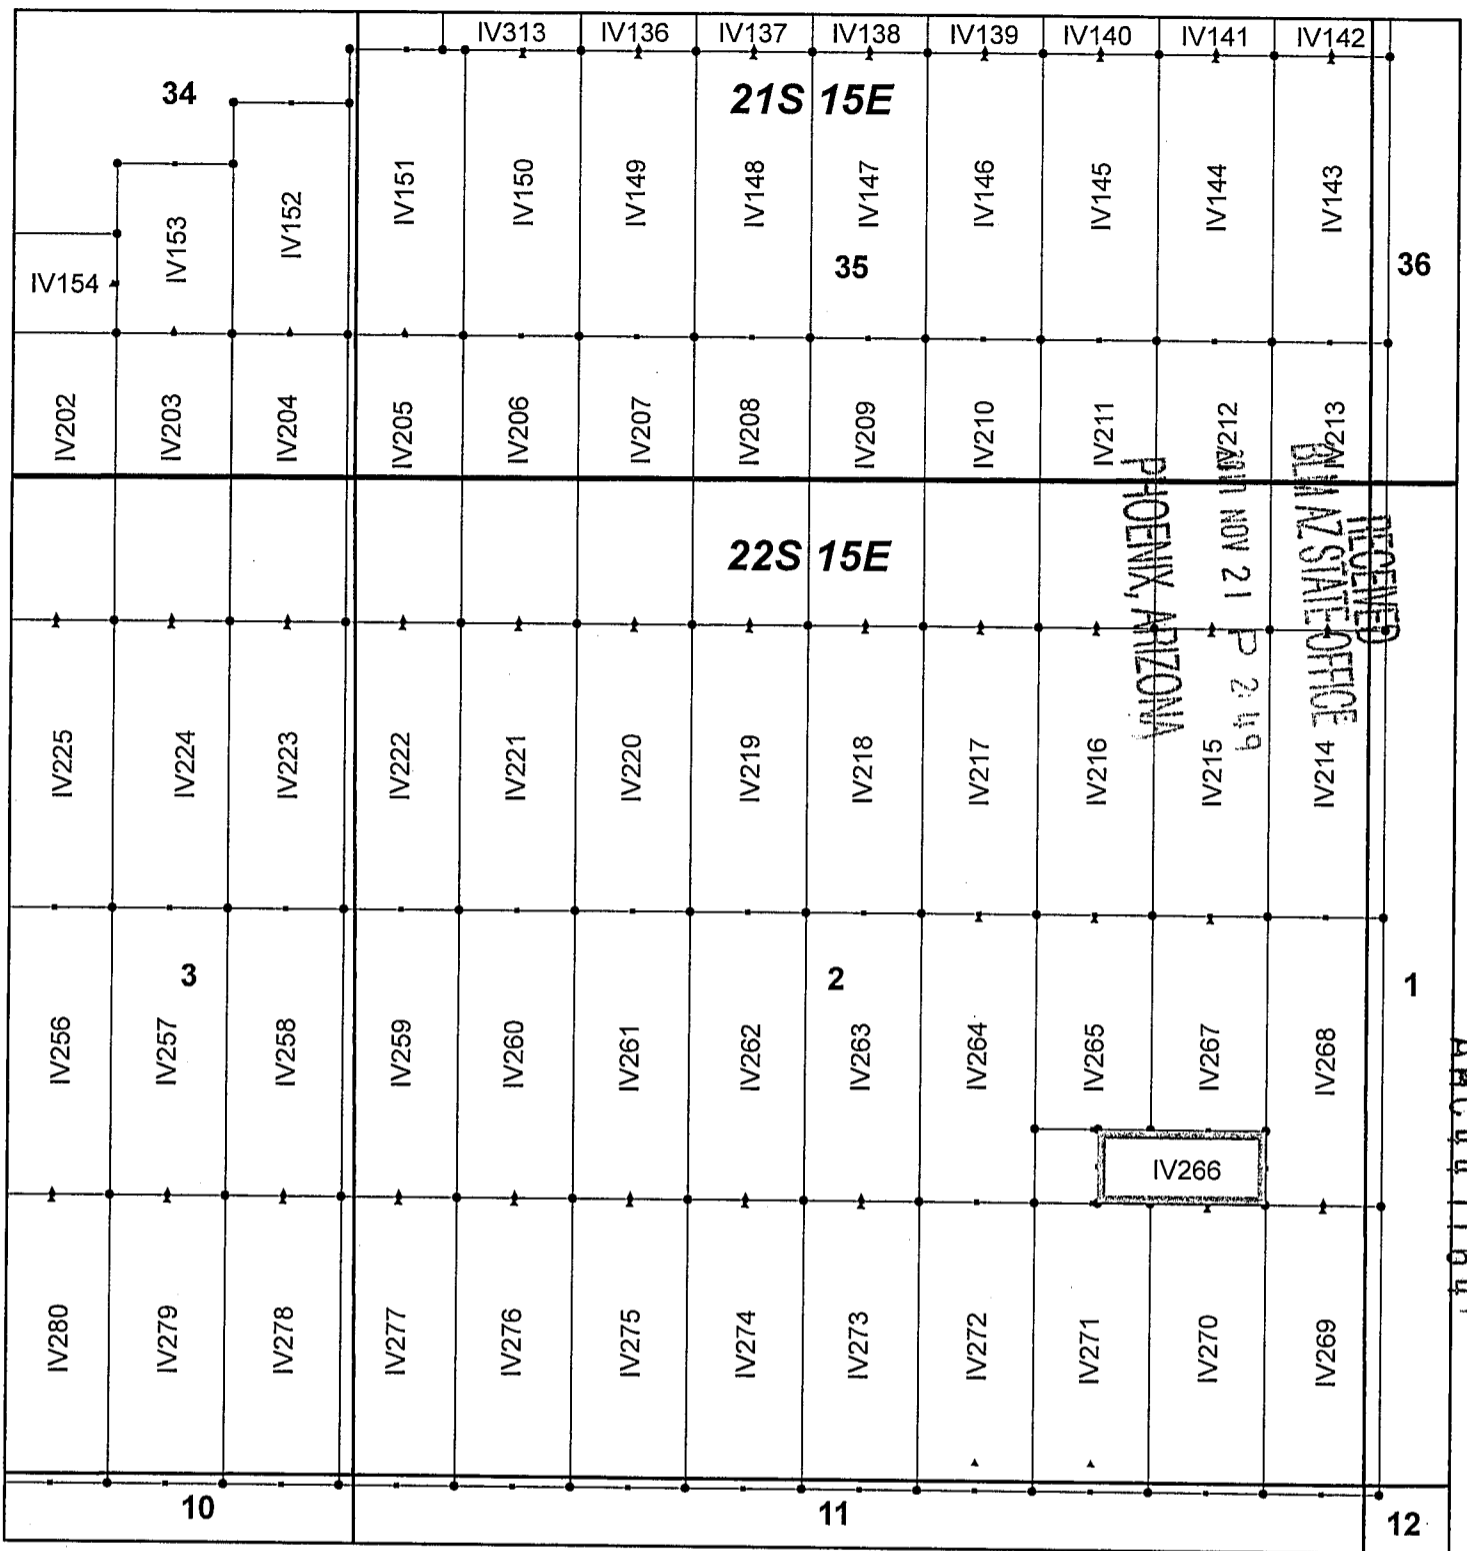 IV313 IV136 IV137 IV138 IV139 IV140 IV141 IV142
34
21S 15E
IV154 IV153 IV152 IV151 IV150 IV149 IV148 IV147 IV146 IV145 IV144 IV143
35
36
IV202 IV203 IV204 IV205 IV206 IV207 IV208 IV209 IV210 IV211 IV212 IV213
22S 15E
RECEIVED
BLM AZ STATE OFFICE
NOV 21 P 2:49
PHOENIX, ARIZONA
IV225 IV224 IV223 IV222 IV221 IV220 IV219 IV218 IV217 IV216 IV215 IV214
3
2
1
IV256 IV257 IV258 IV259 IV260 IV261 IV262 IV263 IV264 IV265 IV267 IV268
IV266
IV280 IV279 IV278 IV277 IV276 IV275 IV274 IV273 IV272 IV271 IV270 IV269
10
11
12